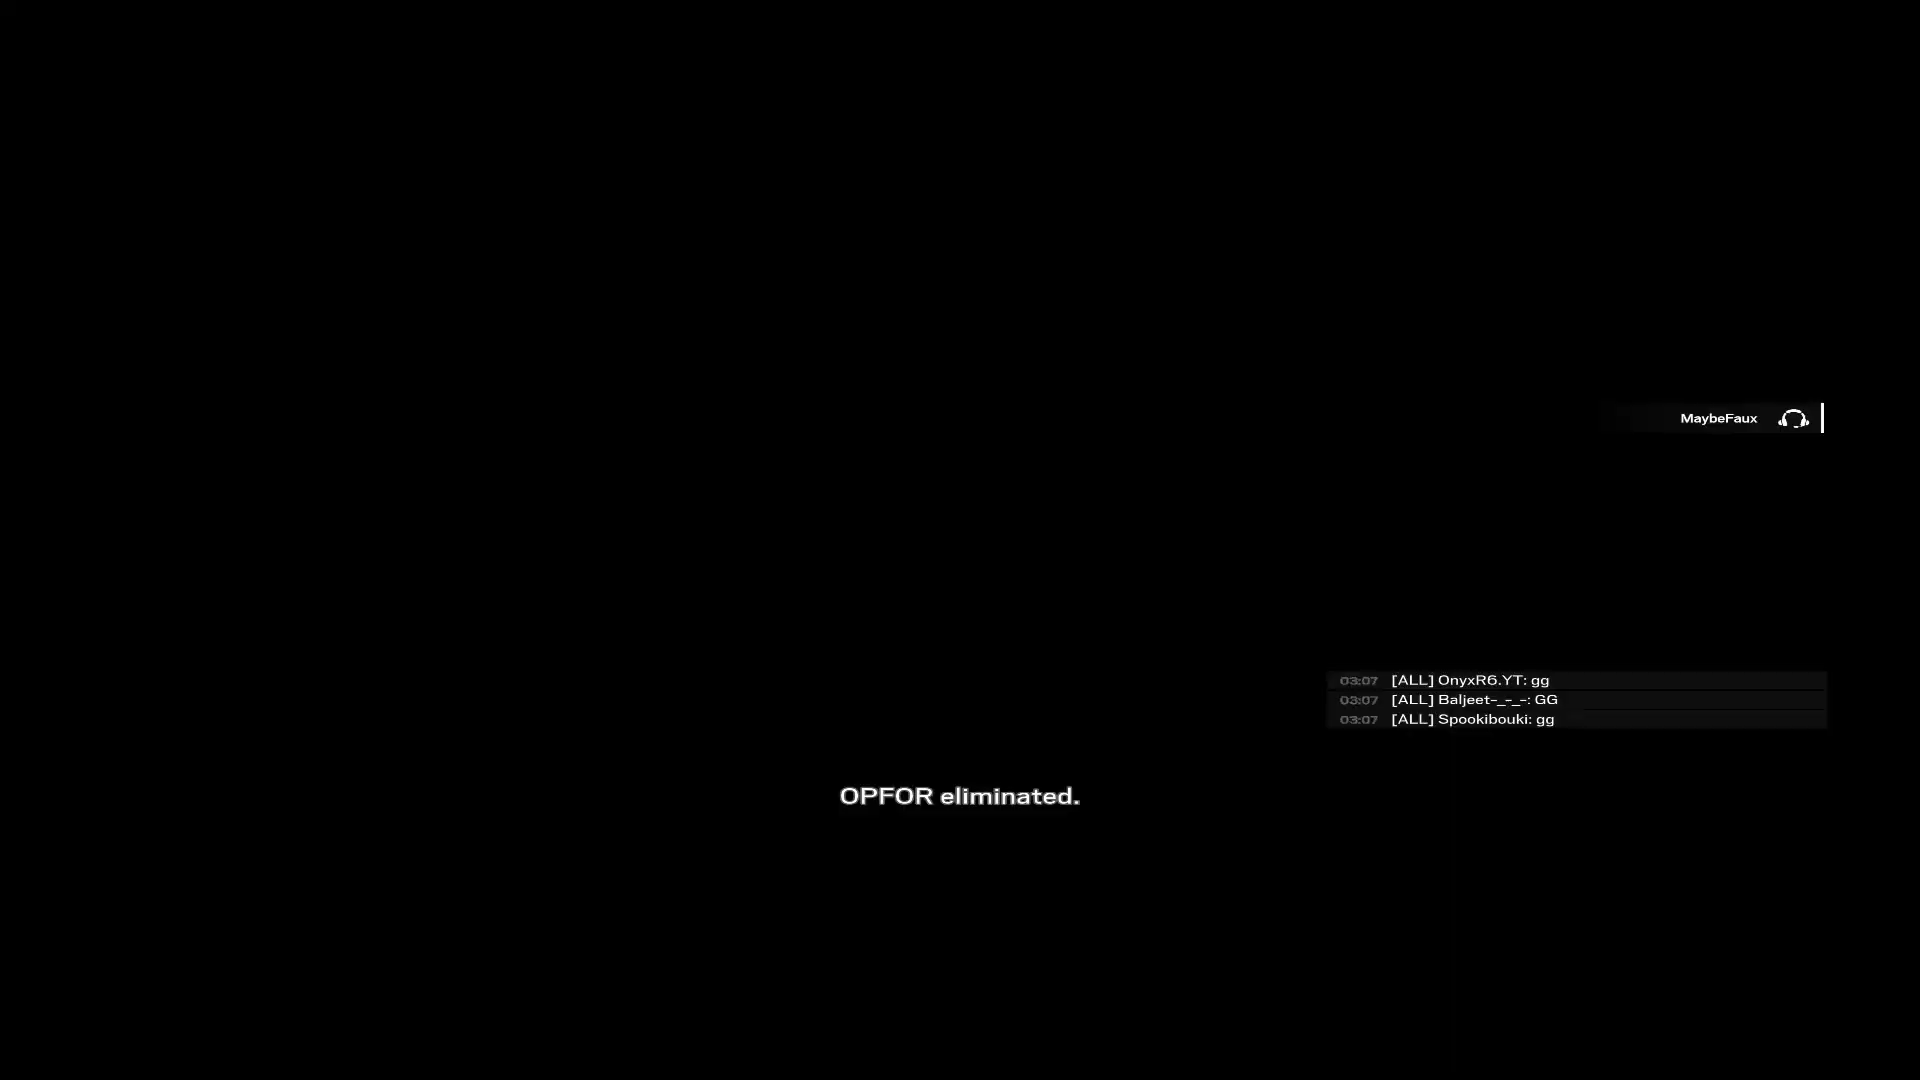 MaybeFaux
03:07 [ALL] OnyxR6.YT: gg
03:07 [ALL] Baljeet-_-_-: GG
03:07 [ALL] Spookibouki: gg
OPFOR eliminated.